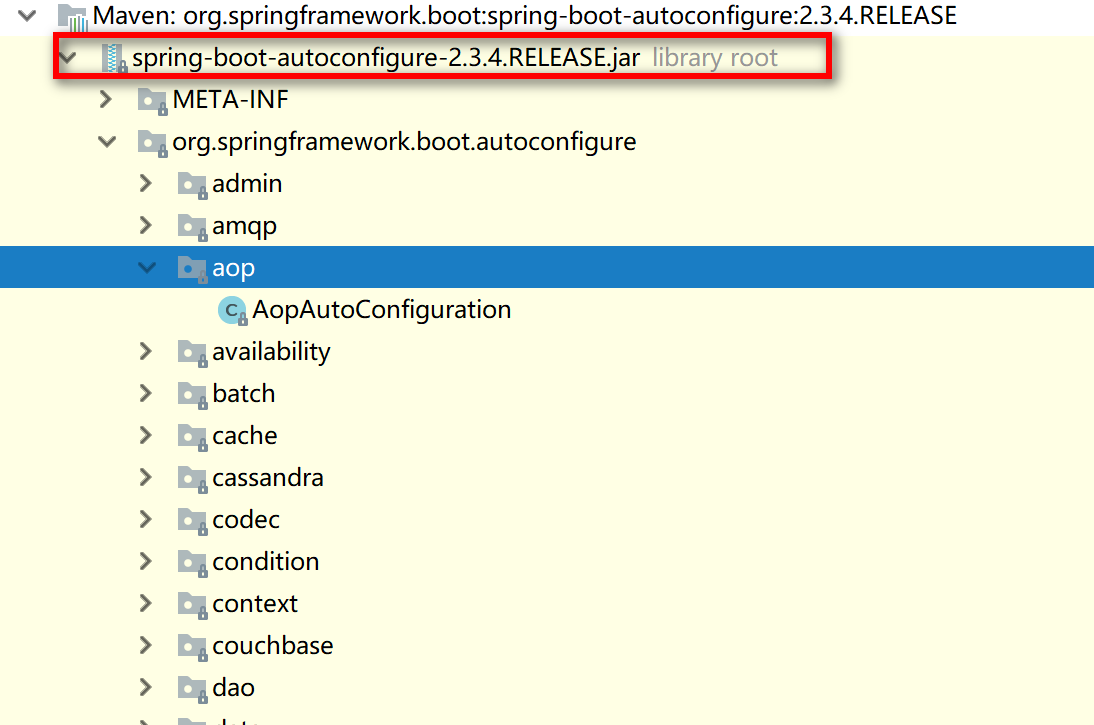 Maven: org.springframework.boot:spring-boot-autoconfigure:2.3.4.RELEASE
spring-boot-autoconfigure-2.3.4.RELEASE.jar library root
META-INF
org.springframework.boot.autoconfigure
admin
amqp
aop
C AopAutoConfiguration
availability
batch
cache
cassandra
codec
condition
context
couchbase
dao